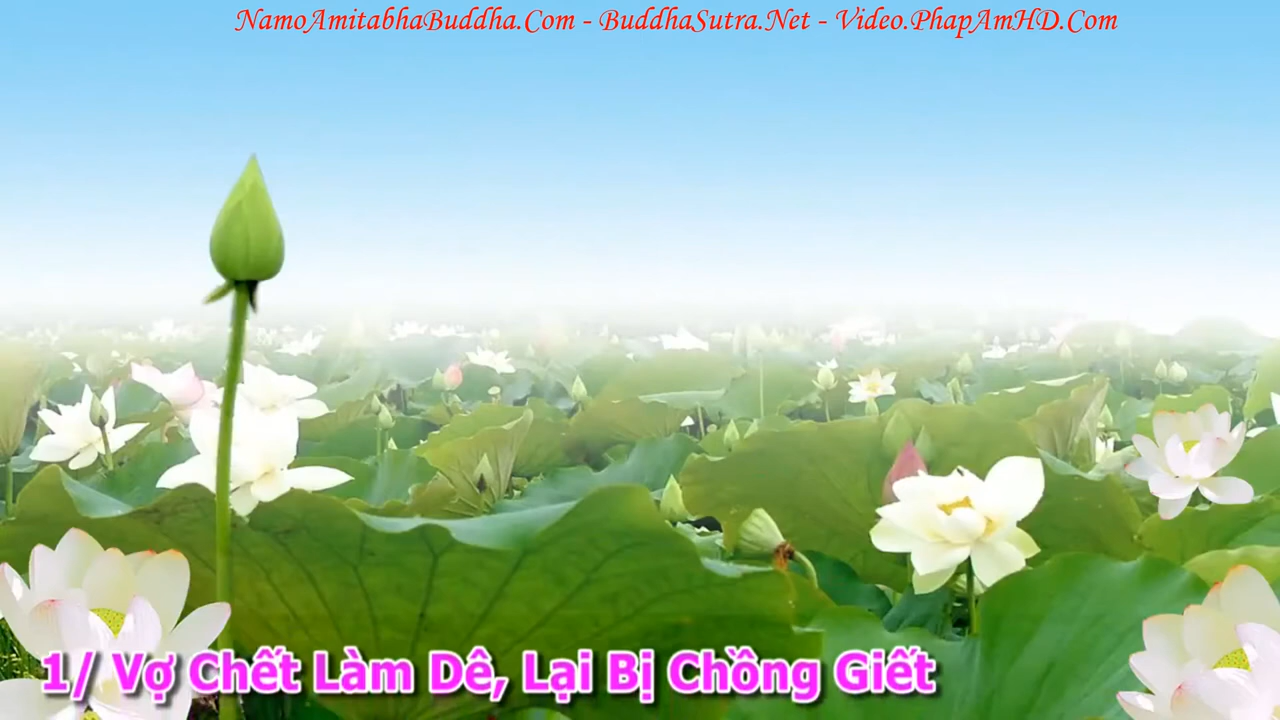 NamoAmitabhaBuddha.Com - BuddhaSutra.Net - Video.PhapAmHD.Com
1/ Vợ Chết Làm Dê, Lại Bị Chồng Giết